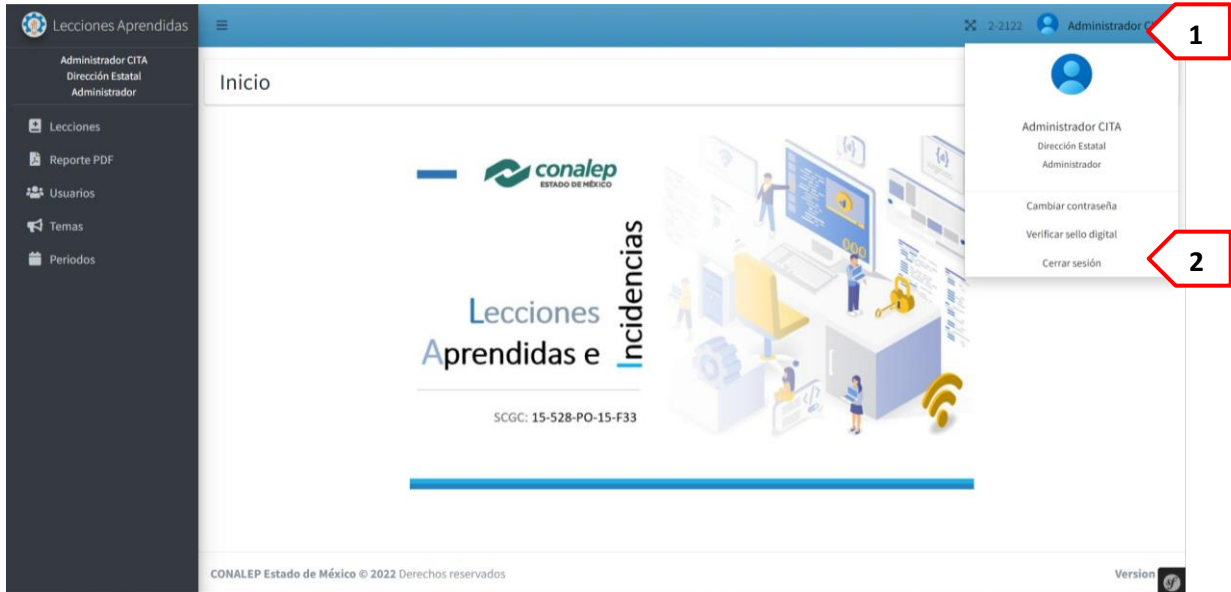 Lecciones Aprendidas
Administrador CITA
Dirección Estatal
Administrador
Lecciones
Reporte PDF
Usuarios
Temas
Periodos
2-2122 Administrador
1
Inicio
Administrador CITA
Dirección Estatal
Administrador
Cambiar contraseña
Verificar sello digital
Cerrar sesión
2
conalep
ESTADO DE MÉXICO
Lecciones
Aprendidas e
Incidencias
SCGC: 15-528-PO-15-F33
CONALEP Estado de México © 2022 Derechos reservados
Version
sf